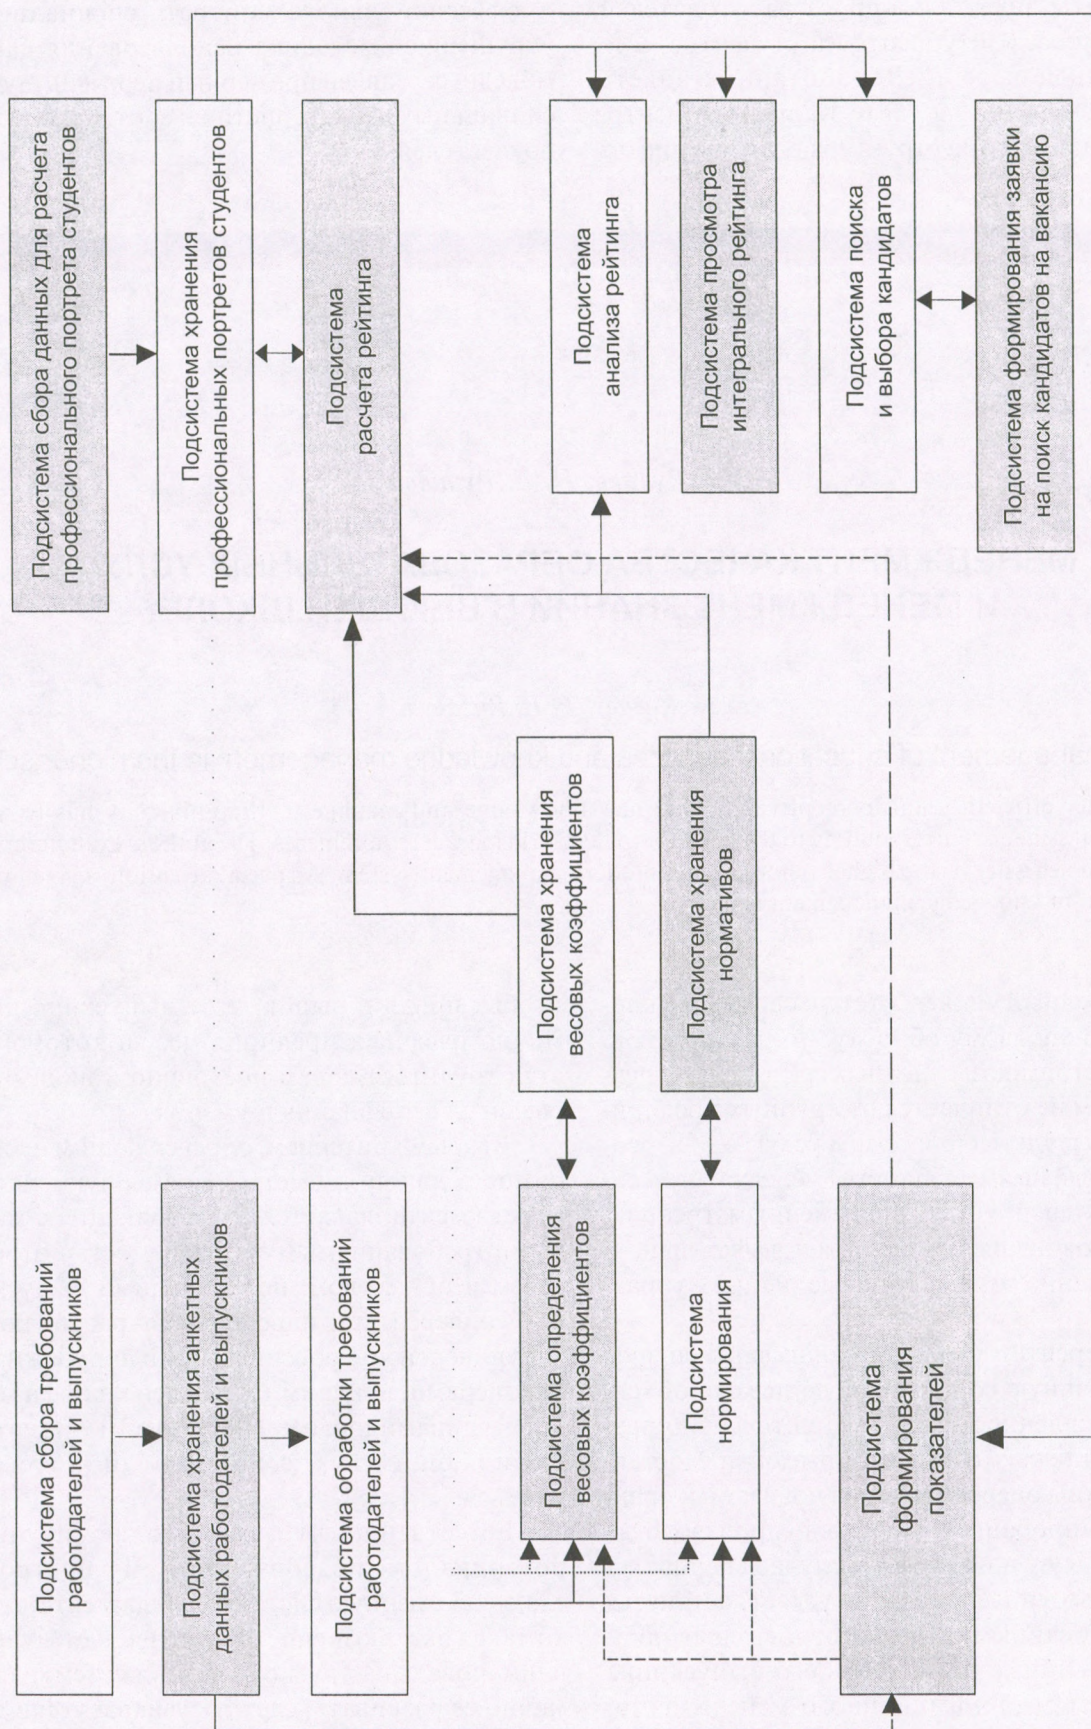 Подсистема сбора требований
работодателей и выпускников
Подсистема хранения анкетных
данных работодателей и выпускников
Подсистема обработки требований
работодателей и выпускников
Подсистема определения
весовых коэффициентов
Подсистема
нормирования
Подсистема
формирования
показателей
Подсистема хранения
весовых коэффициентов
Подсистема хранения
нормативов
Подсистема сбора данных для расчета
профессионального портрета студентов
Подсистема хранения
профессиональных портретов студентов
Подсистема
расчета рейтинга
Подсистема
анализа рейтинга
Подсистема просмотра
интегрального рейтинга
Подсистема поиска
и выбора кандидатов
Подсистема формирования заявки
на поиск кандидатов на вакансию